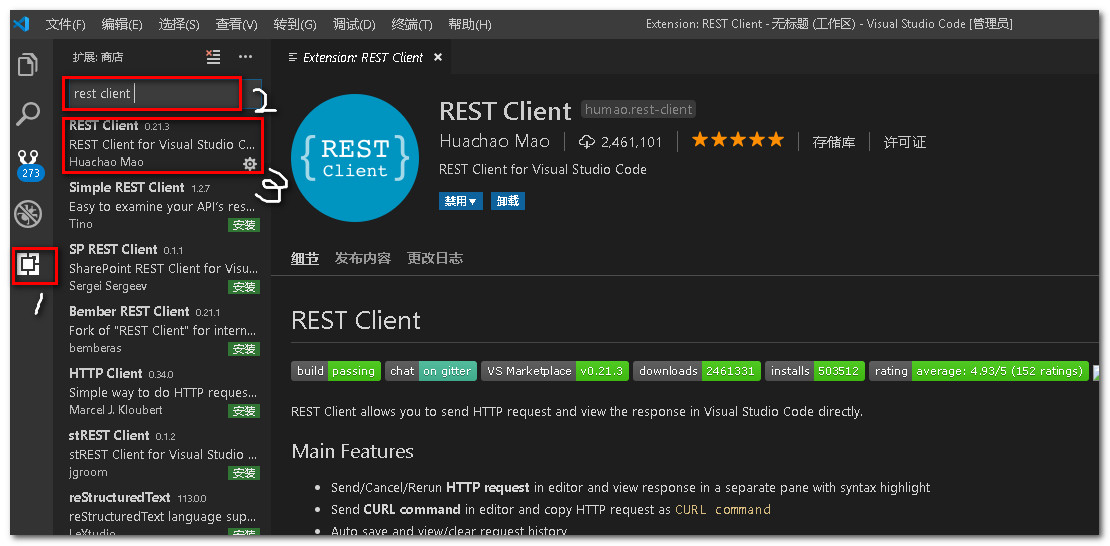 文件(F) 编辑(E) 选择(S) 查看(V) 转到(G) 调试(D) 终端(T) 帮助(H) Extension: REST Client - 无标题 (工作区) - Visual Studio Code [管理员]
扩展: 商店
Extension: REST Client
rest client
2
REST Client 0.21.3
REST Client for Visual Studio C...
Huachao Mao
3
Simple REST Client 1.2.7
Easy to examine your API's res...
Tino 安装
SP REST Client 0.1.1
SharePoint REST Client for Visu...
Sergei Sergeev 安装
Bember REST Client 0.21.1
Fork of "REST Client" for intern...
bemberas 安装
HTTP Client 0.34.0
Simple way to do HTTP reques...
Marcel J. Kloubert 安装
stREST Client 0.1.2
stREST Client for Visual Studio ...
jgroom 安装
reStructuredText 113.0.0
reStructuredText language sup...
LeXtudio 安装
273
1
{REST}
Client
REST Client humao.rest-client
Huachao Mao 2,461,101 存储库 许可证
REST Client for Visual Studio Code
禁用 卸载
细节 发布内容 更改日志
REST Client
build passing chat on gitter VS Marketplace v0.21.3 downloads 2461331 installs 503512 rating average: 4.93/5 (152 ratings)
REST Client allows you to send HTTP request and view the response in Visual Studio Code directly.
Main Features
• Send/Cancel/Rerun HTTP request in editor and view response in a separate pane with syntax highlight
• Send CURL command in editor and copy HTTP request as CURL command
• Auto save and view/clear request history